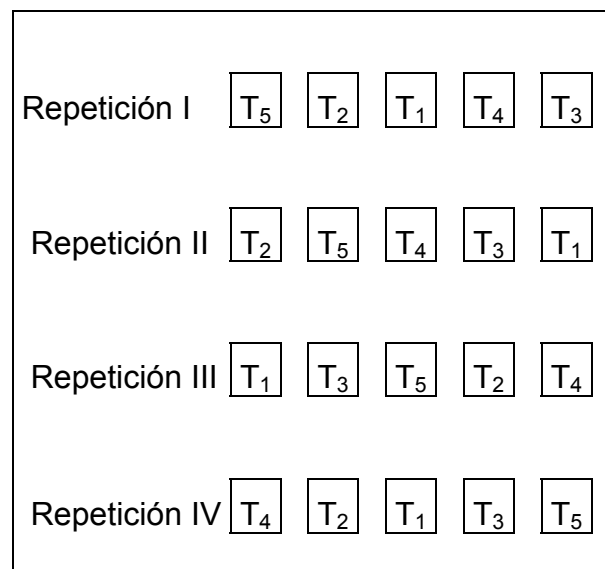 Repetición I T₅ T₂ T₁ T₄ T₃
Repetición II T₂ T₅ T₄ T₃ T₁
Repetición III T₁ T₃ T₅ T₂ T₄
Repetición IV T₄ T₂ T₁ T₃ T₅